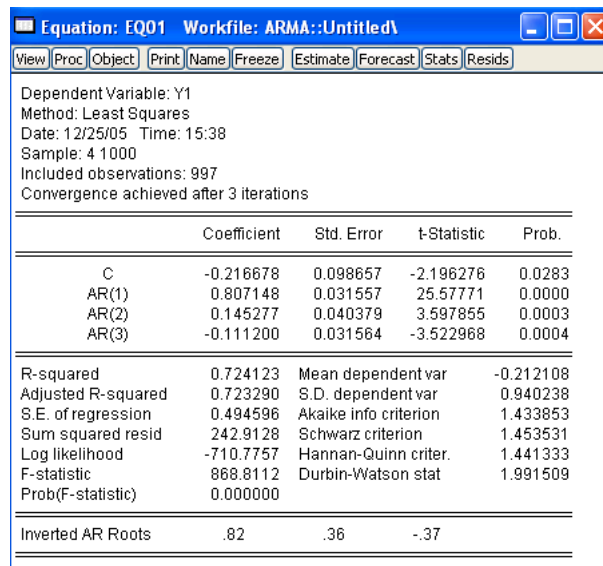 Equation: EQ01 Workfile: ARMA::Untitled\
View Proc Object Print Name Freeze Estimate Forecast Stats Resids
Dependent Variable: Y1
Method: Least Squares
Date: 12/25/05 Time: 15:38
Sample: 4 1000
Included observations: 997
Convergence achieved after 3 iterations
Coefficient Std. Error t-Statistic Prob.
C -0.216678 0.098657 -2.196276 0.0283
AR(1) 0.807148 0.031557 25.57771 0.0000
AR(2) 0.145277 0.040379 3.597855 0.0003
AR(3) -0.111200 0.031564 -3.522968 0.0004
R-squared 0.724123 Mean dependent var -0.212108
Adjusted R-squared 0.723290 S.D. dependent var 0.940238
S.E. of regression 0.494596 Akaike info criterion 1.433853
Sum squared resid 242.9128 Schwarz criterion 1.453531
Log likelihood -710.7757 Hannan-Quinn criter. 1.441333
F-statistic 868.8112 Durbin-Watson stat 1.991509
Prob(F-statistic) 0.000000
Inverted AR Roots .82 .36 -.37